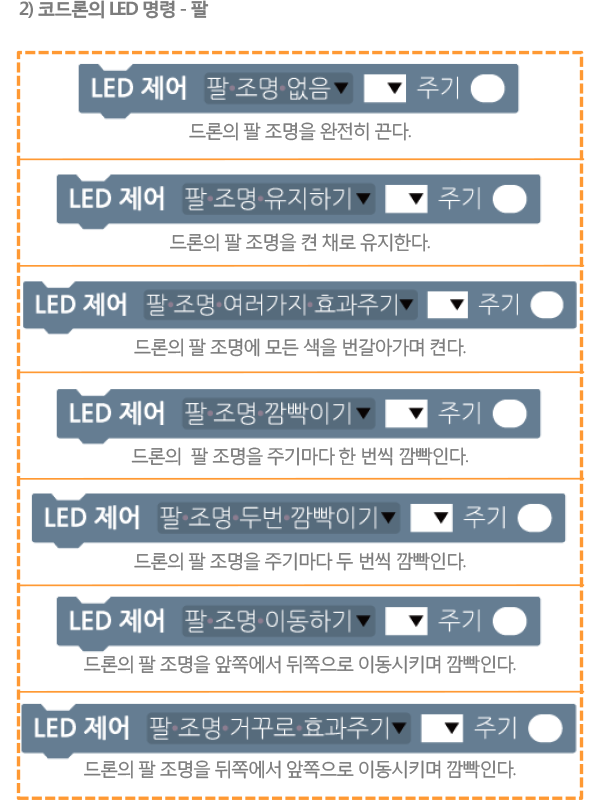 2) 코드론의 LED 명령 - 팔
LED 제어 팔·조명·없음▼ ▼ 주기
드론의 팔 조명을 완전히 끈다.
LED 제어 팔·조명·유지하기▼ ▼ 주기
드론의 팔 조명을 켠 채로 유지한다.
LED 제어 팔·조명·여러가지·효과주기▼ ▼ 주기
드론의 팔 조명에 모든 색을 번갈아가며 켠다.
LED 제어 팔·조명·깜빡이기▼ ▼ 주기
드론의 팔 조명을 주기마다 한 번씩 깜빡인다.
LED 제어 팔·조명·두번·깜빡이기▼ ▼ 주기
드론의 팔 조명을 주기마다 두 번씩 깜빡인다.
LED 제어 팔·조명·이동하기▼ ▼ 주기
드론의 팔 조명을 앞쪽에서 뒤쪽으로 이동시키며 깜빡인다.
LED 제어 팔·조명·거꾸로·효과주기▼ ▼ 주기
드론의 팔 조명을 뒤쪽에서 앞쪽으로 이동시키며 깜빡인다.